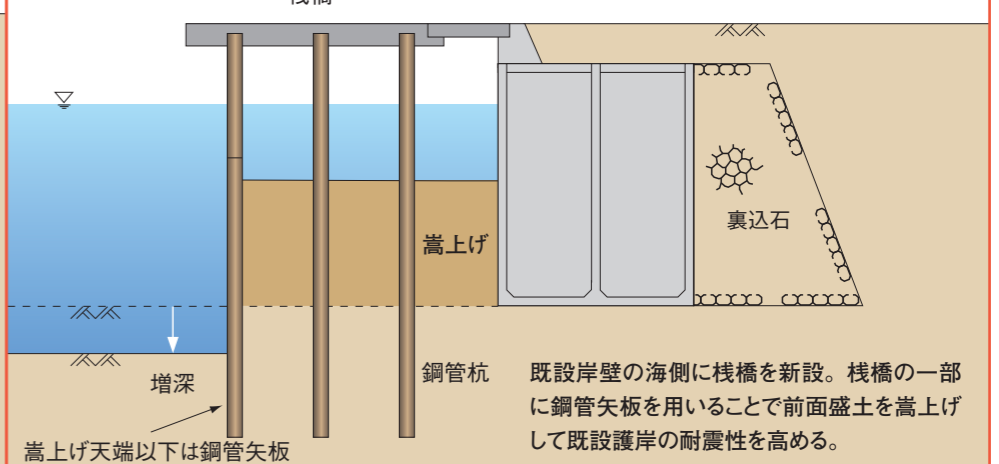 桟橋
嵩上げ
裏込石
鋼管杭
増深
嵩上げ天端以下は鋼管矢板
既設岸壁の海側に桟橋を新設。桟橋の一部
に鋼管矢板を用いることで前面盛土を嵩上げ
して既設護岸の耐震性を高める。